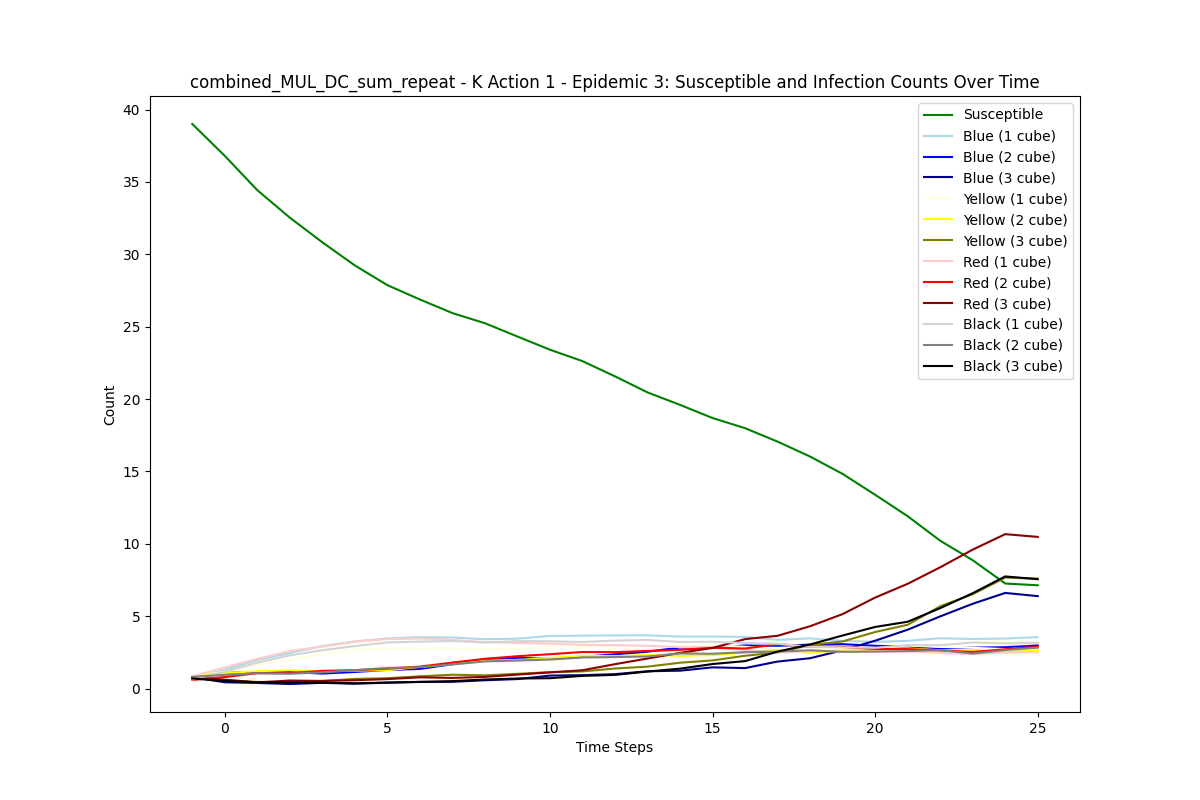 combined_MUL_DC_sum_repeat - K Action 1 - Epidemic 3: Susceptible and Infection Counts Over Time
40
35
30
25
20
15
10
5
0
Count
Susceptible
Blue (1 cube)
Blue (2 cube)
Blue (3 cube)
Yellow (1 cube)
Yellow (2 cube)
Yellow (3 cube)
Red (1 cube)
Red (2 cube)
Red (3 cube)
Black (1 cube)
Black (2 cube)
Black (3 cube)
0 5 10 15 20 25
Time Steps